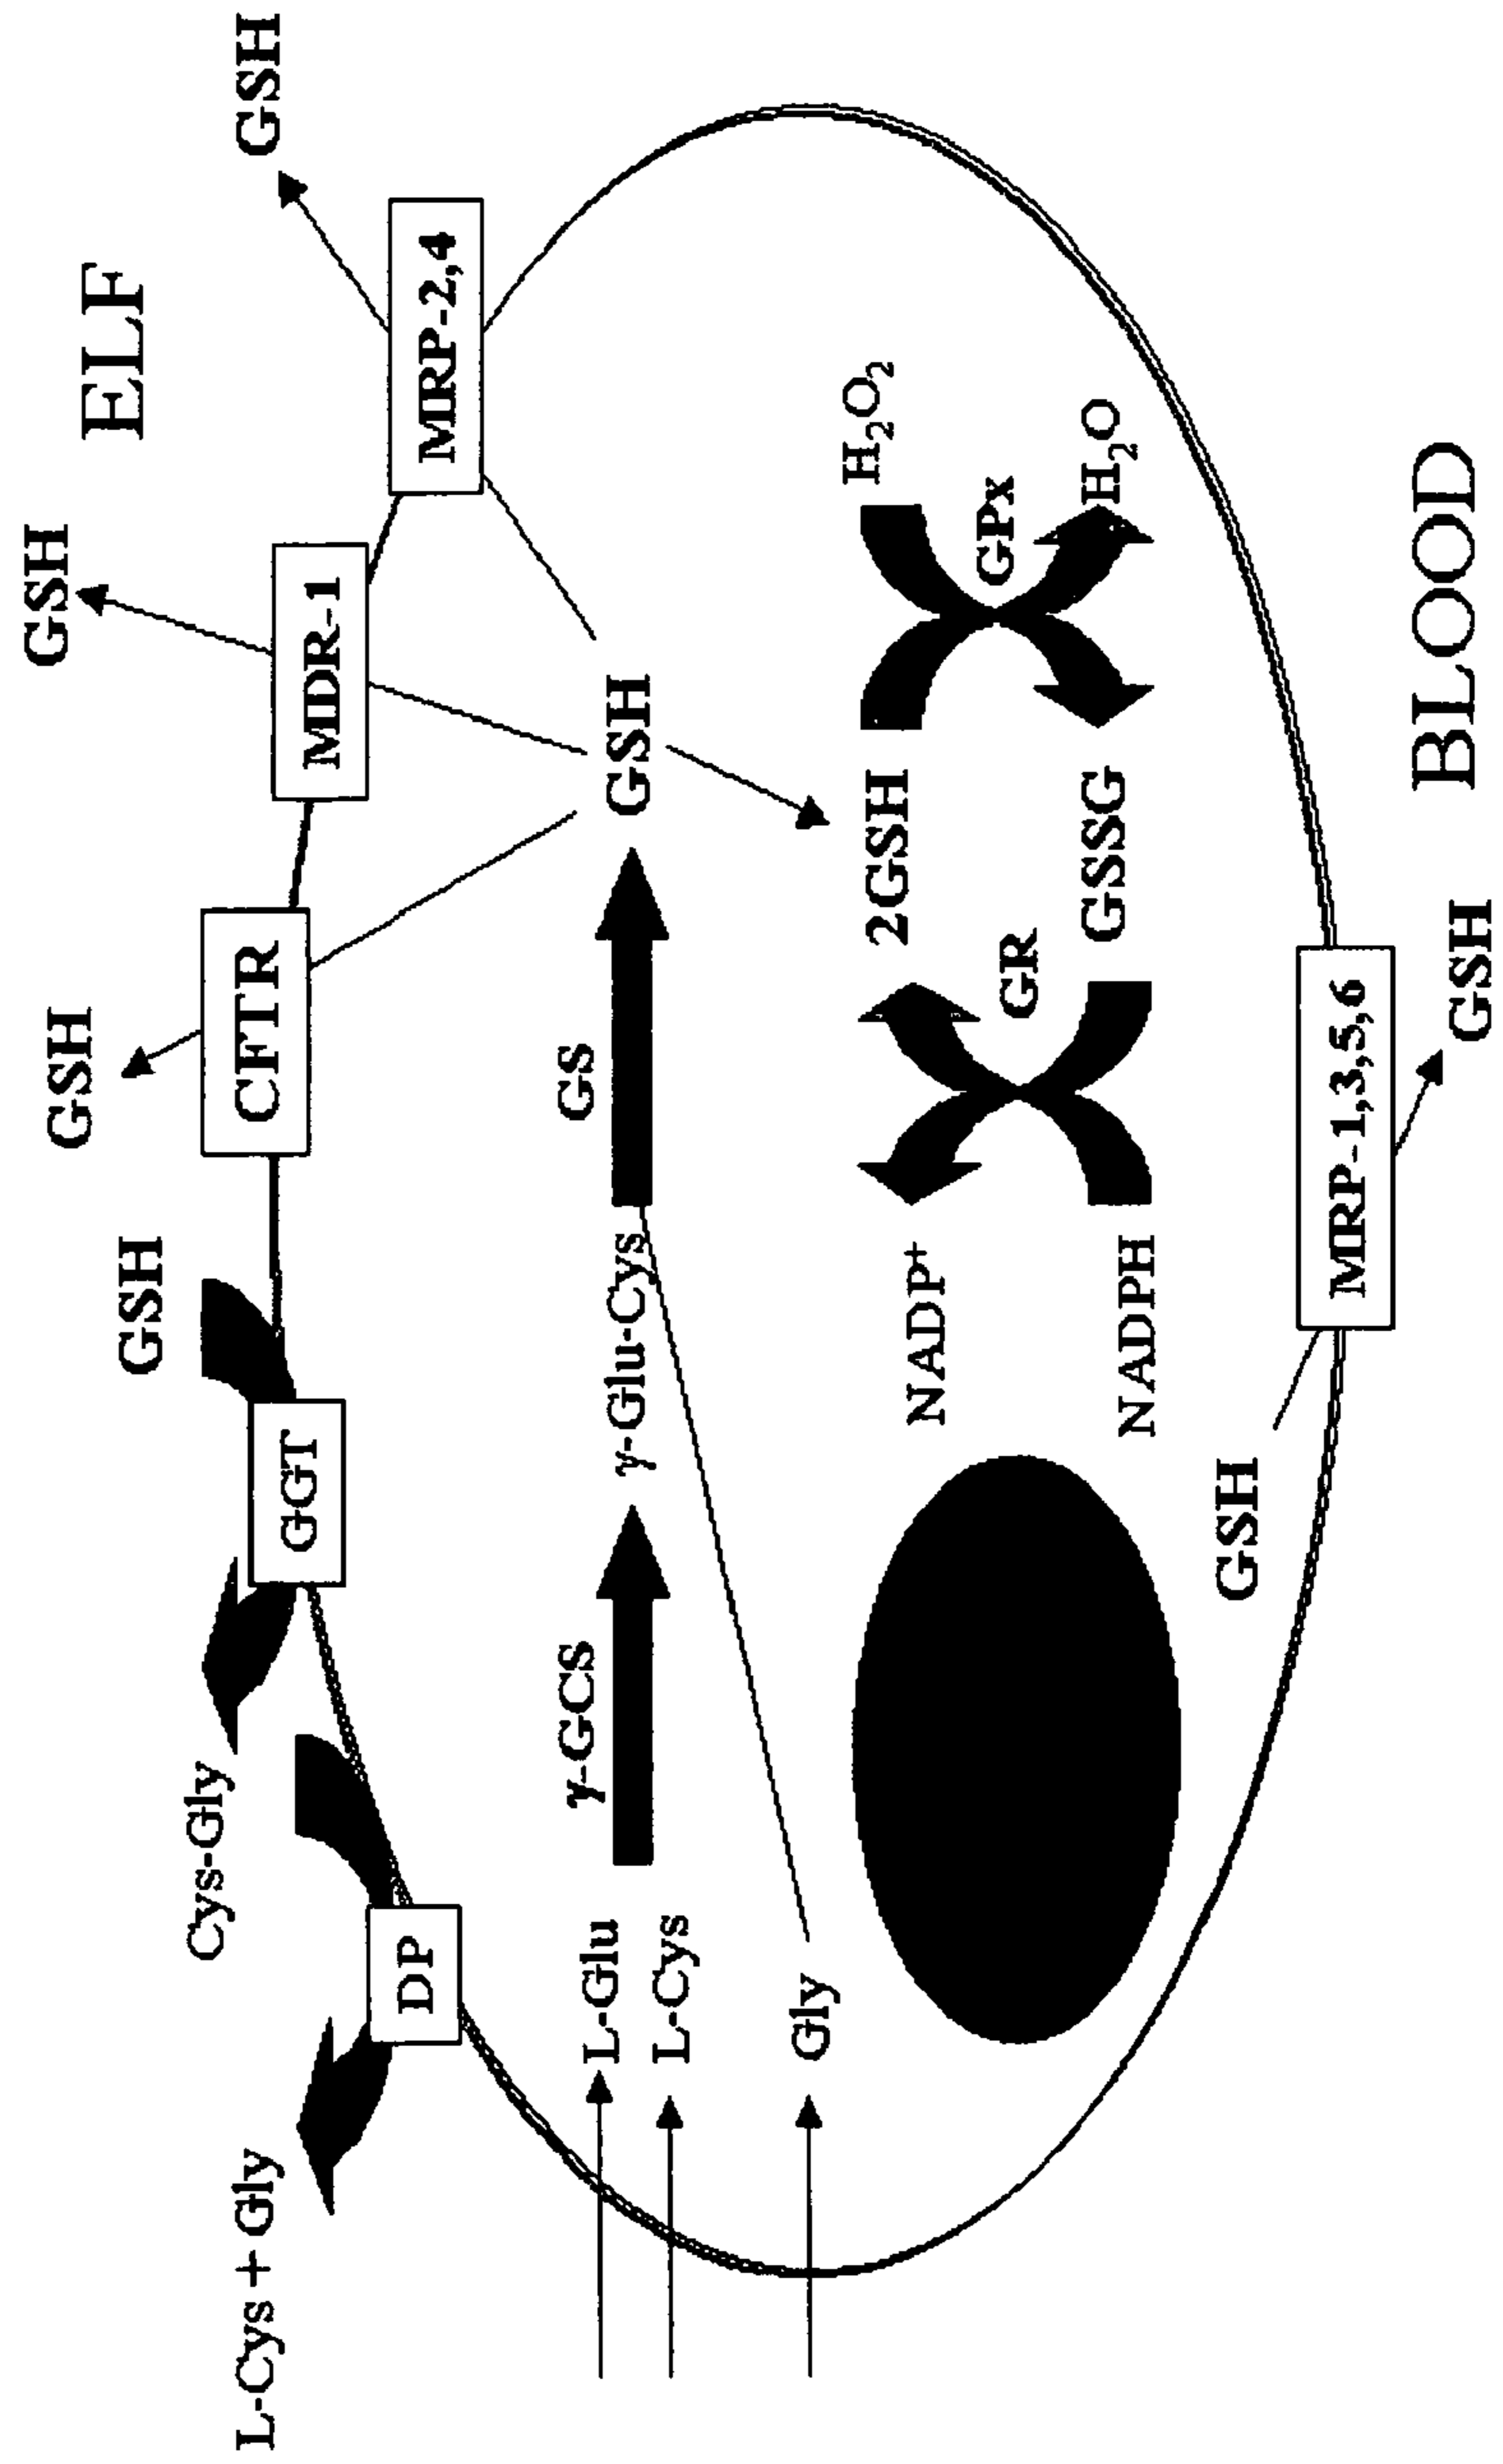 ELF
GSH
GSH
GSH
GSH
Cys-Gly
L-Cys + Gly
DP
GGT
CFTR
MDR-1
MRP-2,4
L-Glu
L-Cys
Gly
γ-GCS
γ-Glu-Cys
GS
GSH
NADP+
NADPH
GR
2GSH
GSSG
GPx
H2O2
H2O
GSH
MRP-1,3,5,6
GSH
BLOOD